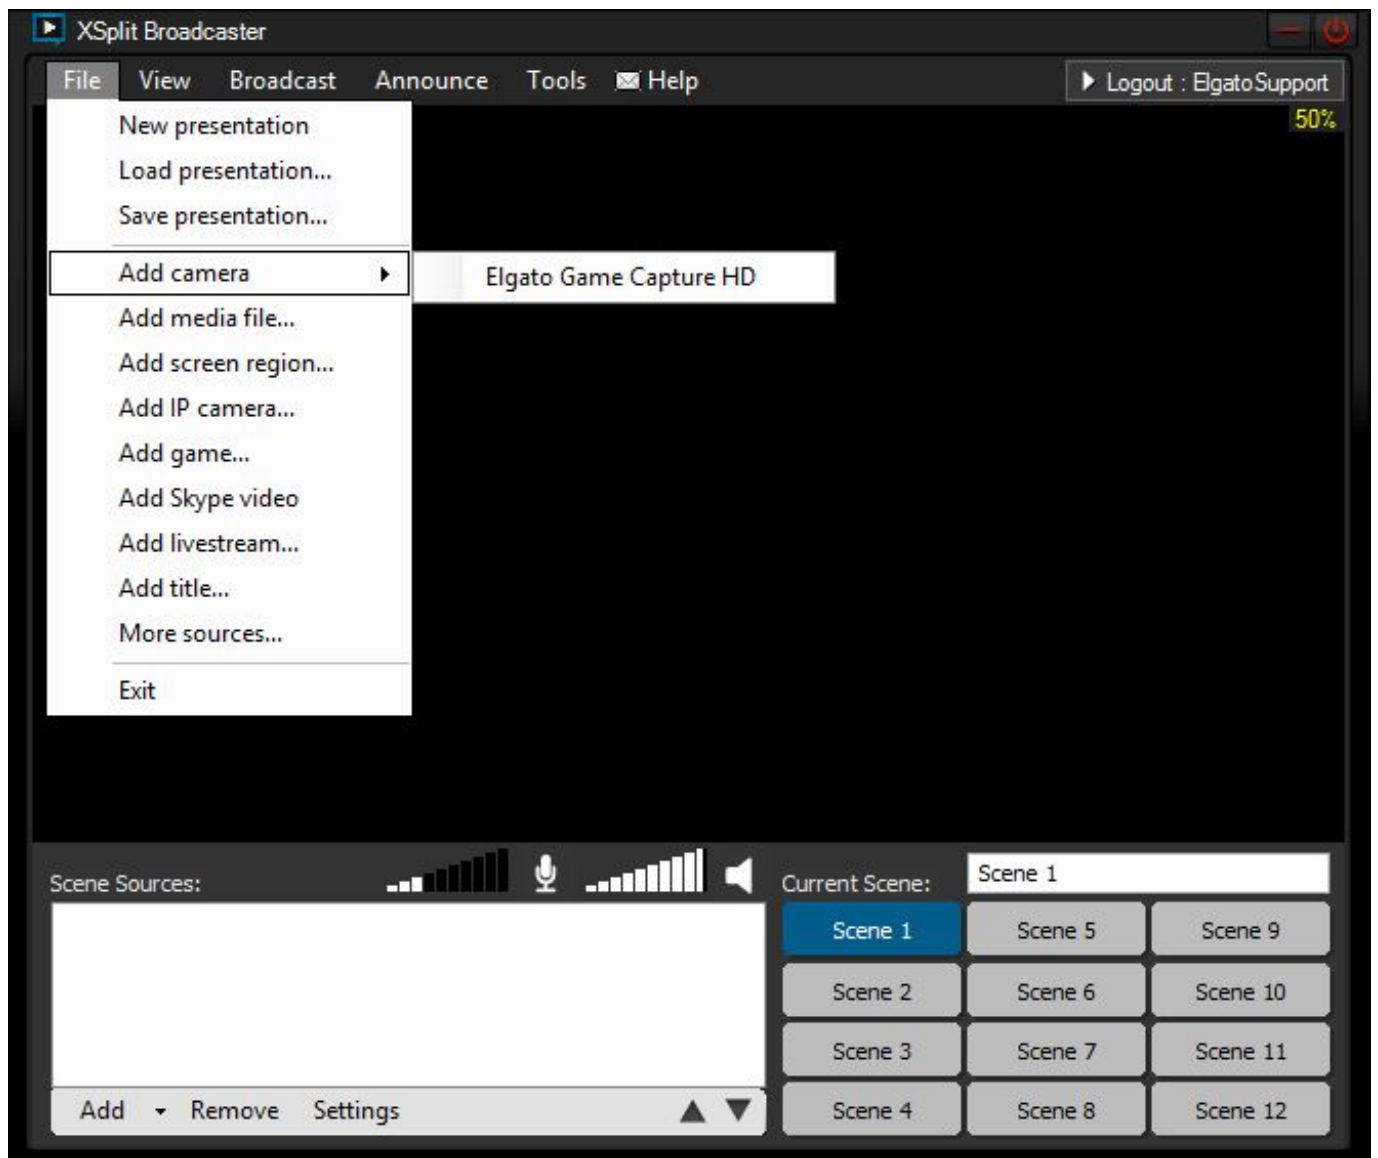 XSplit Broadcaster
File View Broadcast Announce Tools Help Logout : ElgatoSupport
50%
New presentation
Load presentation...
Save presentation...
Add camera Elgato Game Capture HD
Add media file...
Add screen region...
Add IP camera...
Add game...
Add Skype video
Add livestream...
Add title...
More sources...
Exit
Scene Sources: Current Scene: Scene 1
Scene 1 Scene 5 Scene 9
Scene 2 Scene 6 Scene 10
Scene 3 Scene 7 Scene 11
Add Remove Settings Scene 4 Scene 8 Scene 12